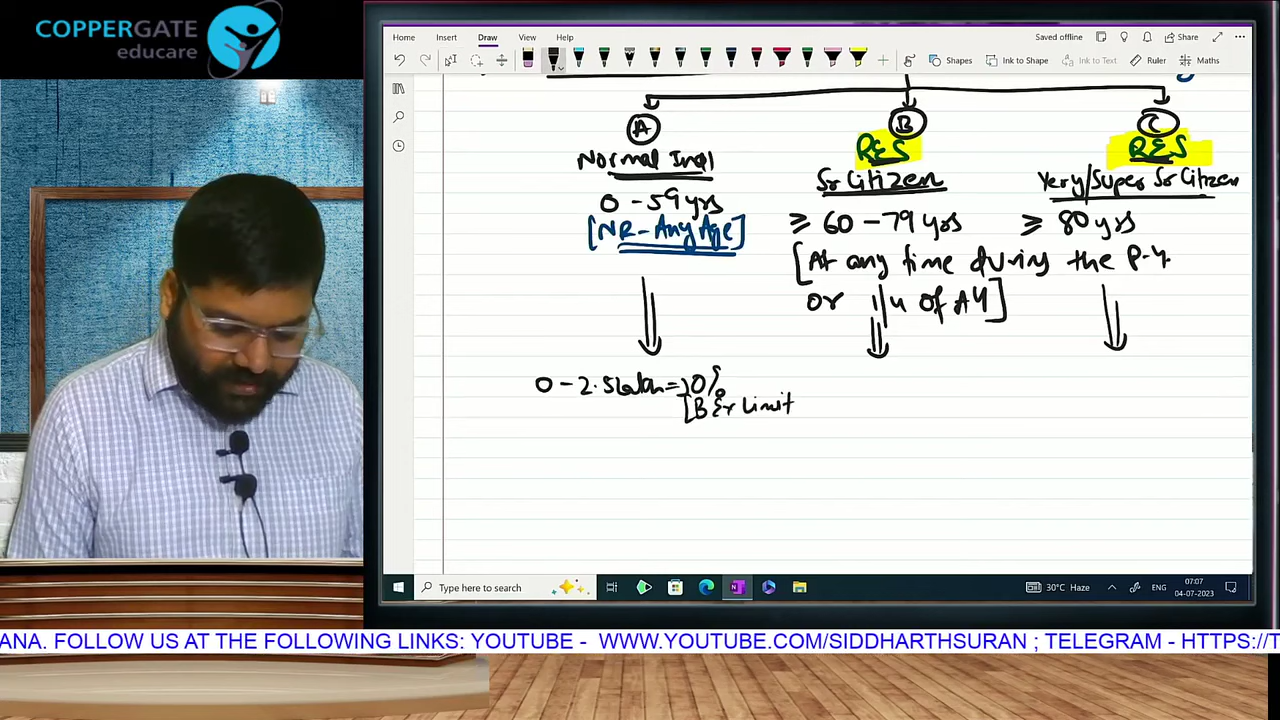 COPPERGATE
educare
Home Insert Draw View Help
Saved offline
Share
Shapes
Ink to Shape
Ink to Text
Ruler
Maths
A
Normal Indl
0 - 59 yrs
[NR - Any Age]
B
RES
Sr Citizen
≥ 60 - 79 yrs
C
RES
Very/Super Sr Citizen
≥ 80 yrs
[At any time during the P.Y.
or 1/4 of AY]
0 - 2.5 Lakh = 0%
[B Ex Limit
Type here to search
30°C Haze
ENG
07:07
04-07-2023
ANA. FOLLOW US AT THE FOLLOWING LINKS: YOUTUBE - WWW.YOUTUBE.COM/SIDDHARTHSURAN ; TELEGRAM - HTTPS://T